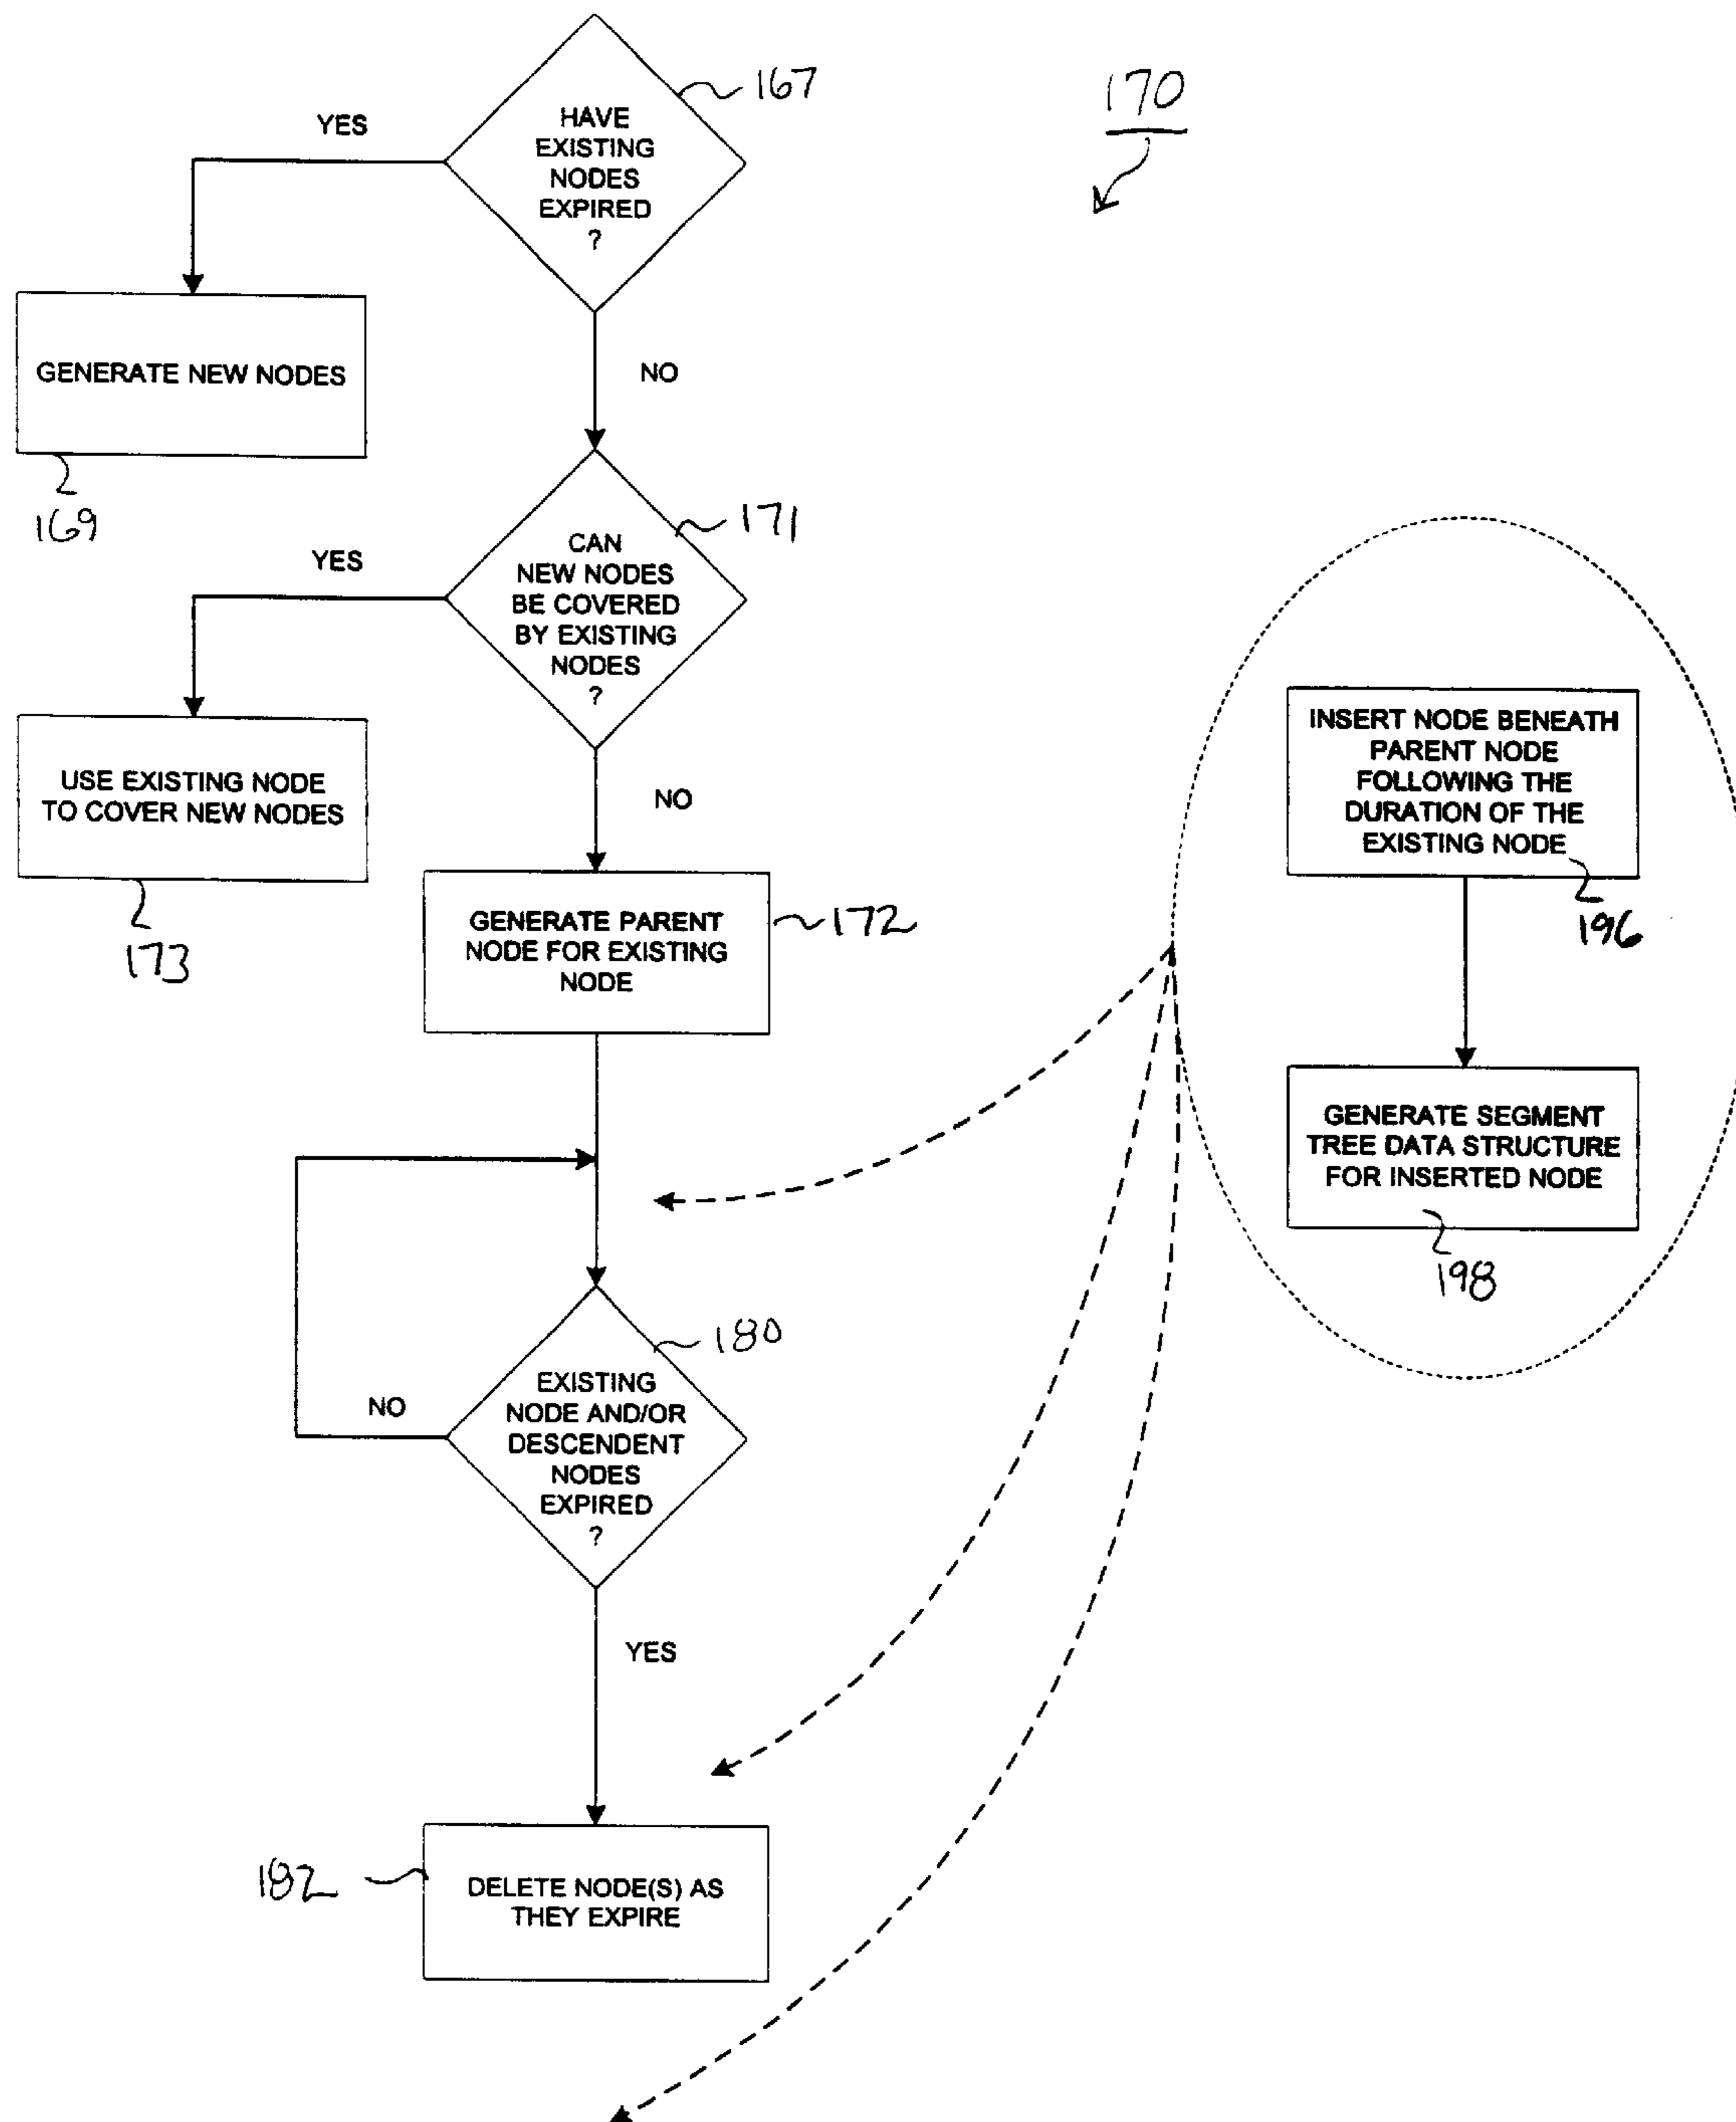 167
170
YES
HAVE
EXISTING
NODES
EXPIRED
?
GENERATE NEW NODES
NO
169
171
YES
CAN
NEW NODES
BE COVERED
BY EXISTING
NODES
?
USE EXISTING NODE
TO COVER NEW NODES
173
NO
GENERATE PARENT
NODE FOR EXISTING
NODE
172
INSERT NODE BENEATH
PARENT NODE
FOLLOWING THE
DURATION OF THE
EXISTING NODE
196
GENERATE SEGMENT
TREE DATA STRUCTURE
FOR INSERTED NODE
198
180
NO
EXISTING
NODE AND/OR
DESCENDENT
NODES
EXPIRED
?
YES
182
DELETE NODE(S) AS
THEY EXPIRE